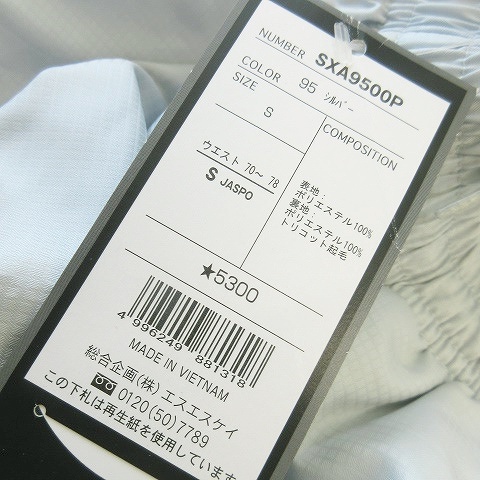 NUMBER SXA9500P
COLOR 95 シルバー
SIZE S
COMPOSITION
ウエスト 70〜 78
S JASPO
表地:
ポリエステル100%
裏地:
ポリエステル100%
トリコット起毛
★5300
4 996249 881318
MADE IN VIETNAM
総合企画(株) エスエスケイ
0120(50)7789
この下札は再生紙を使用しています